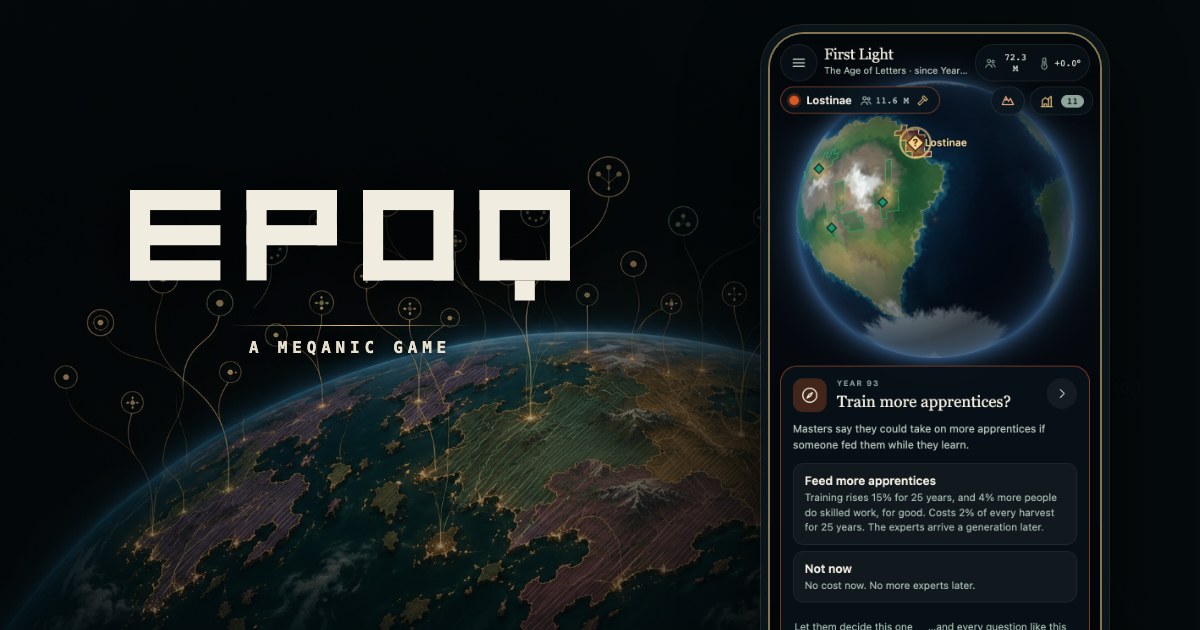 EPOQ
A MEQANIC GAME
First Light
The Age of Letters · since Year...
72.3
M
+0.0°
Lostinae
11.6 M
11
Lostinae
YEAR 93
Train more apprentices?
Masters say they could take on more apprentices if
someone fed them while they learn.
Feed more apprentices
Training rises 15% for 25 years, and 4% more people
do skilled work, for good. Costs 2% of every harvest
for 25 years. The experts arrive a generation later.
Not now
No cost now. No more experts later.
Let them decide this one
...and every question like this